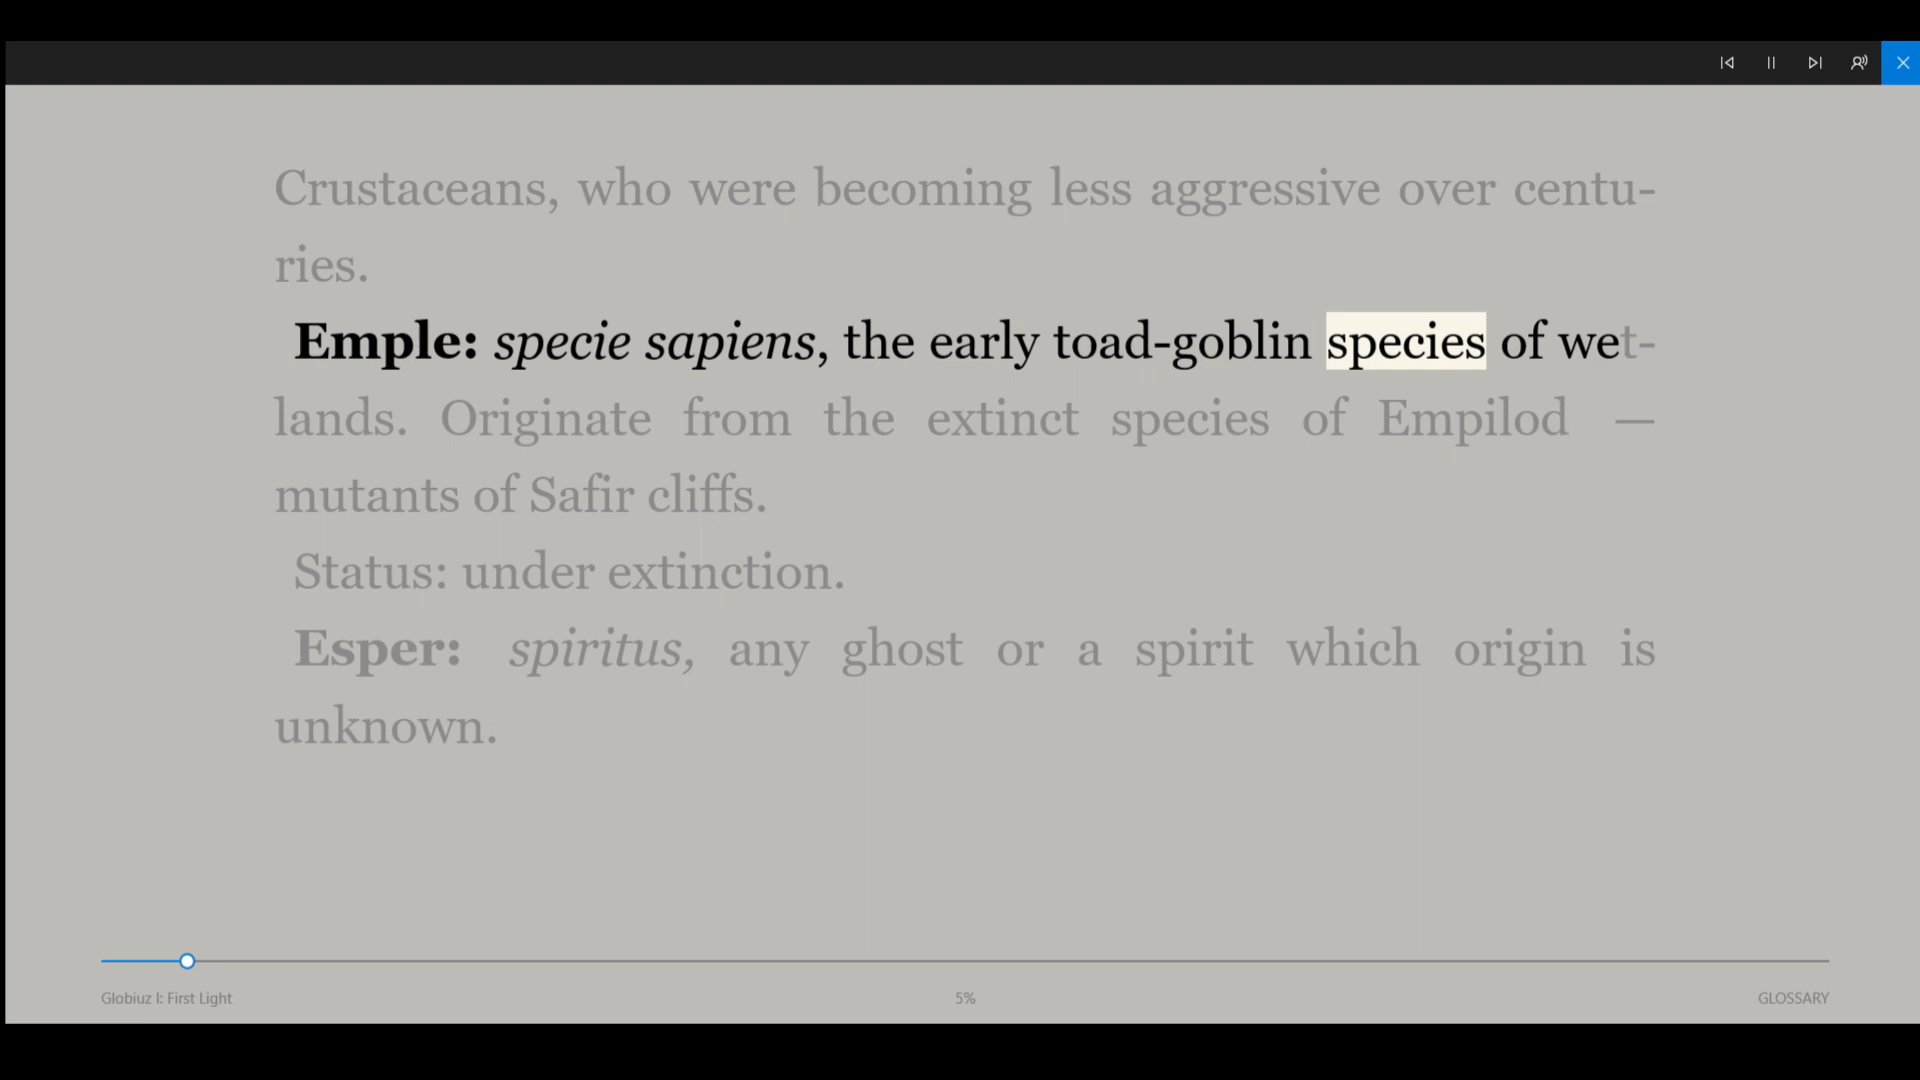 Crustaceans, who were becoming less aggressive over centu-
ries.
Emple: specie sapiens, the early toad-goblin species of wet-
lands. Originate from the extinct species of Empilod —
mutants of Safir cliffs.
Status: under extinction.
Esper: spiritus, any ghost or a spirit which origin is
unknown.
Globiuz I: First Light
5%
GLOSSARY